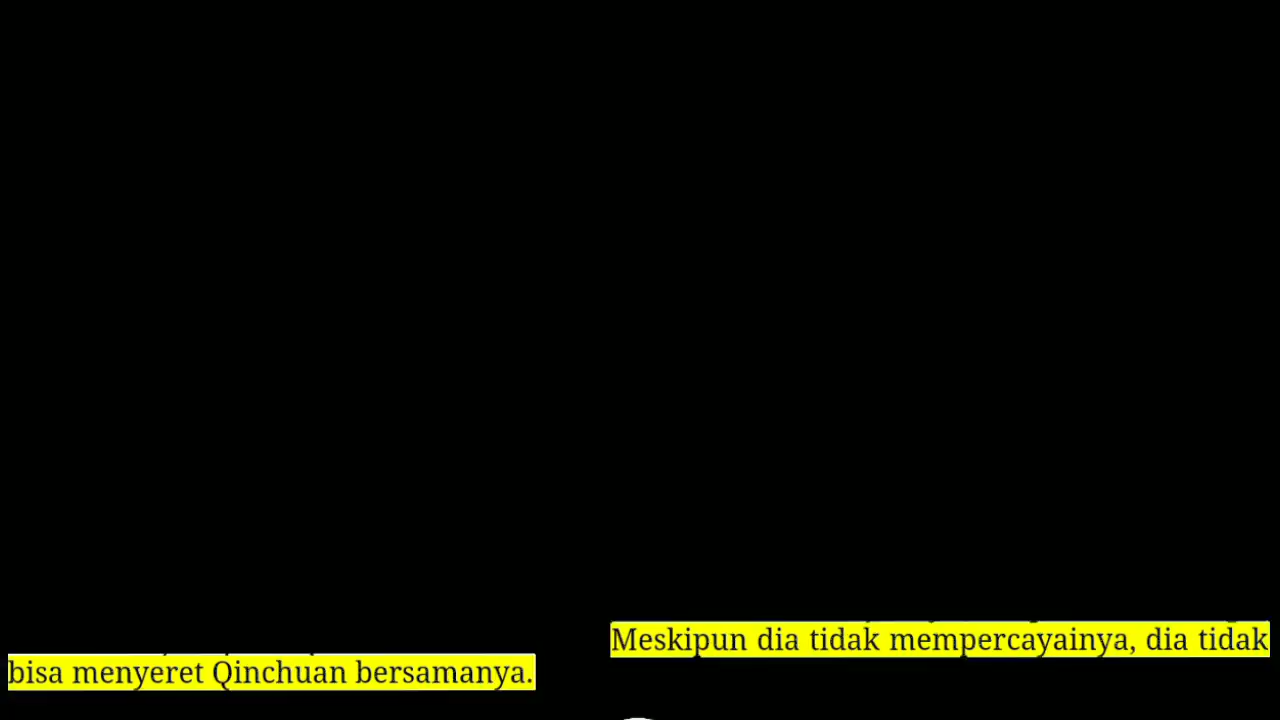 Meskipun dia tidak mempercayainya, dia tidak
bisa menyeret Qinchuan bersamanya.